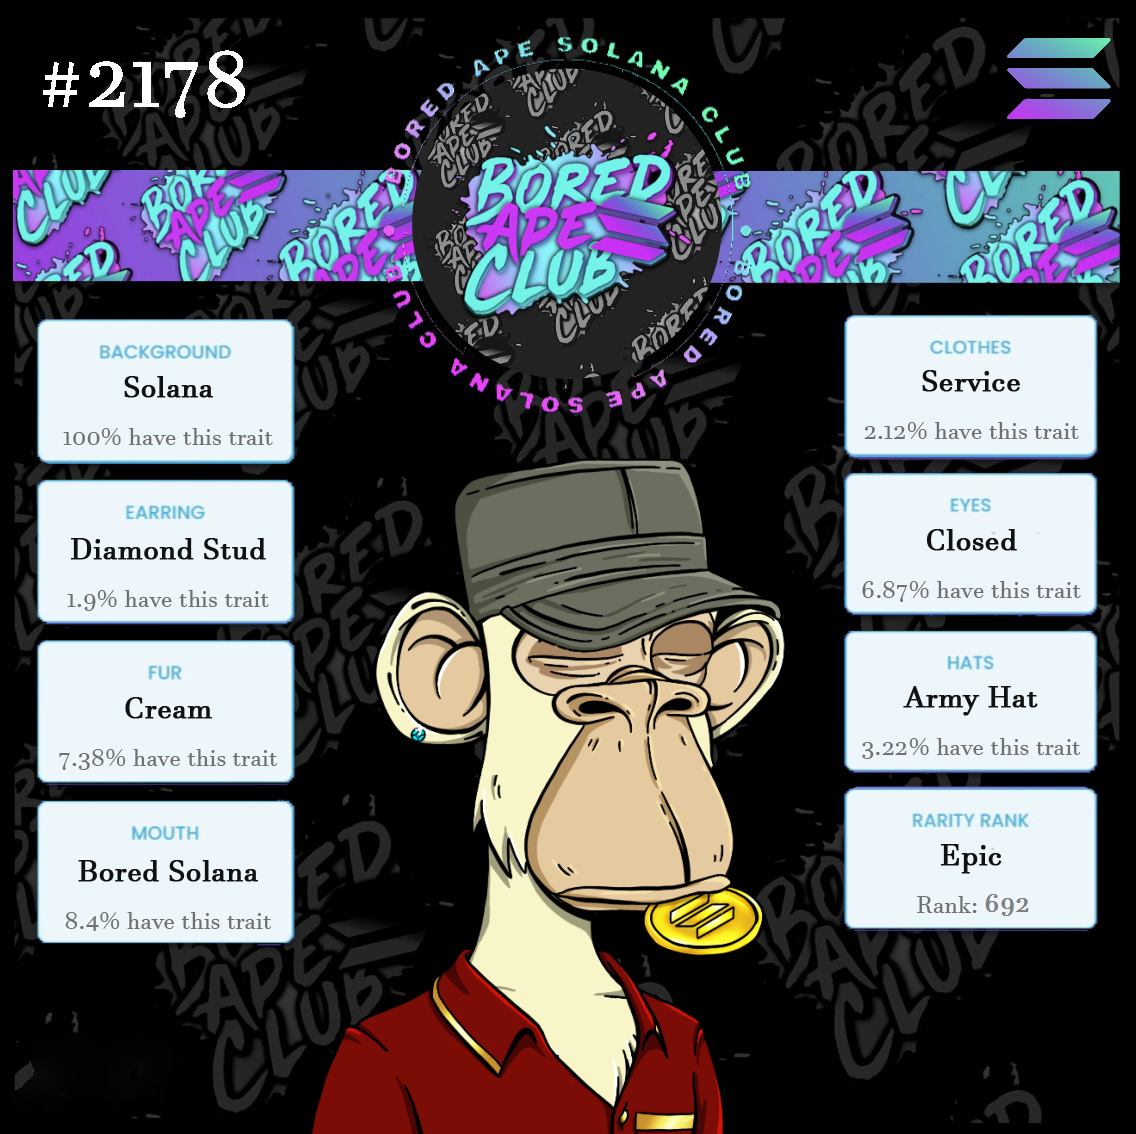 #2178
BORED APE SOLANA CLUB
BORED APE SOLANA CLUB
BORED
APE
CLUB
BACKGROUND
Solana
100% have this trait
EARRING
Diamond Stud
1.9% have this trait
FUR
Cream
7.38% have this trait
MOUTH
Bored Solana
8.4% have this trait
CLOTHES
Service
2.12% have this trait
EYES
Closed
6.87% have this trait
HATS
Army Hat
3.22% have this trait
RARITY RANK
Epic
Rank: 692